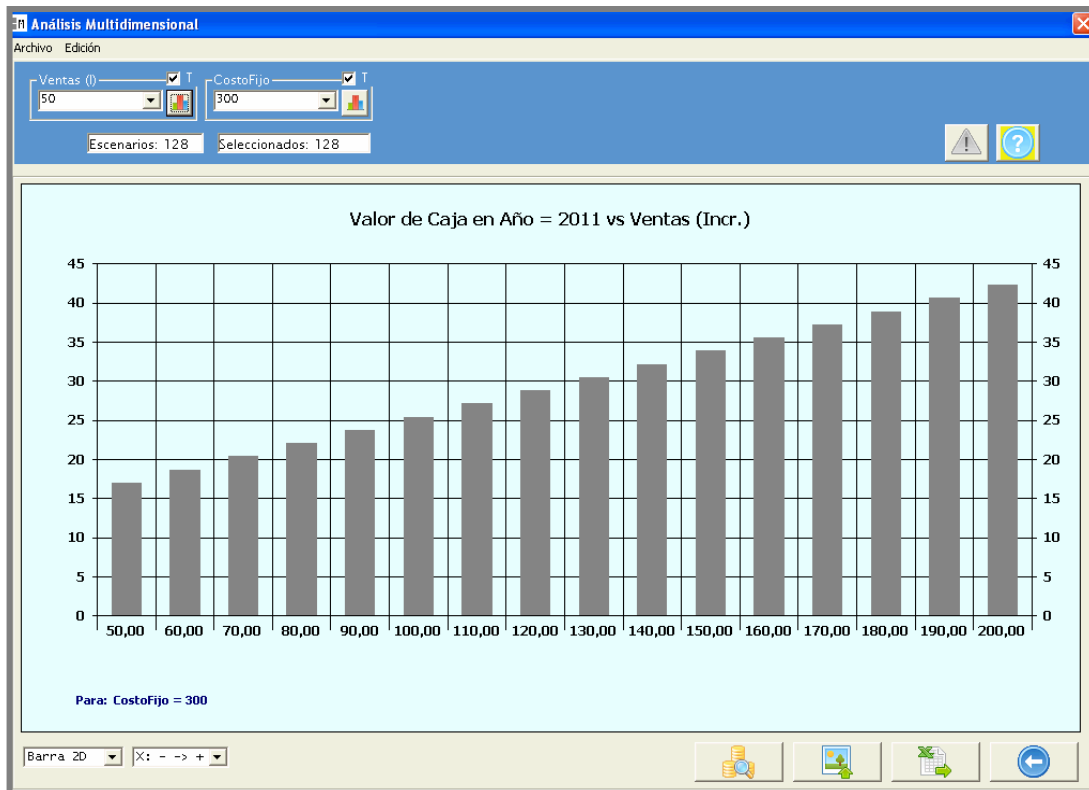 Análisis Multidimensional
Archivo Edición
Ventas (I) T CostoFijo T
50 300
Escenarios: 128 Seleccionados: 128
Valor de Caja en Año = 2011 vs Ventas (Incr.)
45 45
40 40
35 35
30 30
25 25
20 20
15 15
10 10
5 5
0 0
50,00 60,00 70,00 80,00 90,00 100,00 110,00 120,00 130,00 140,00 150,00 160,00 170,00 180,00 190,00 200,00
Para: CostoFijo = 300
Barra 2D X: - -> +